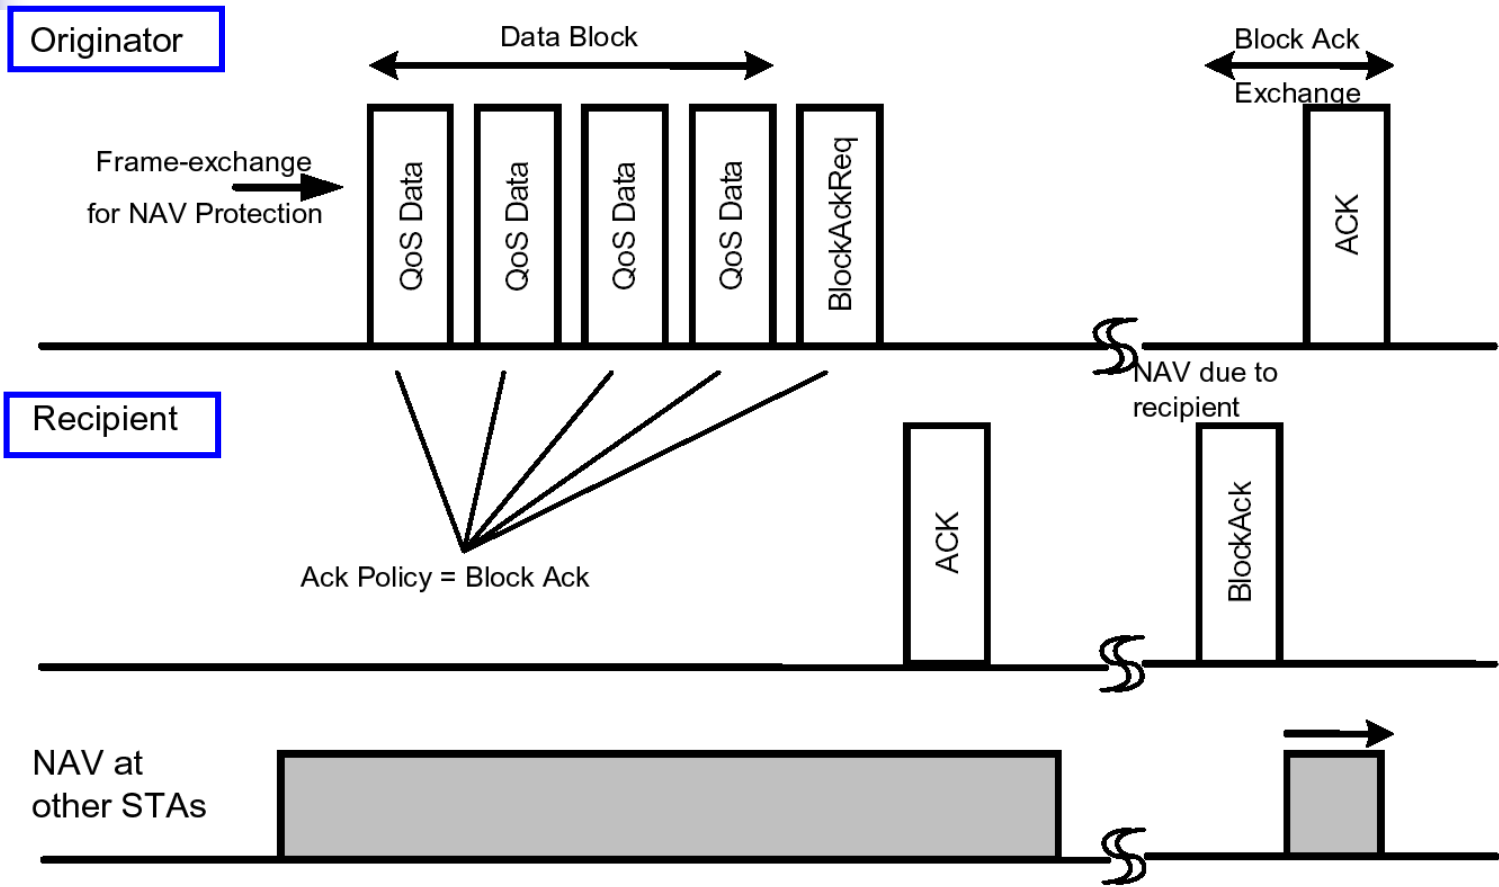 Originator
Data Block
Block Ack
Exchange
Frame-exchange
for NAV Protection
QoS Data
QoS Data
QoS Data
QoS Data
BlockAckReq
ACK
NAV due to
recipient
Recipient
ACK
BlockAck
Ack Policy = Block Ack
NAV at
other STAs